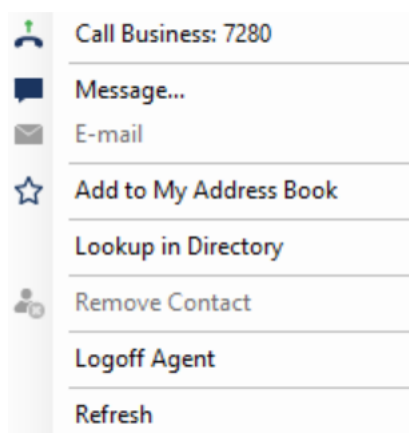 Call Business: 7280
Message...
E-mail
Add to My Address Book
Lookup in Directory
Remove Contact
Logoff Agent
Refresh